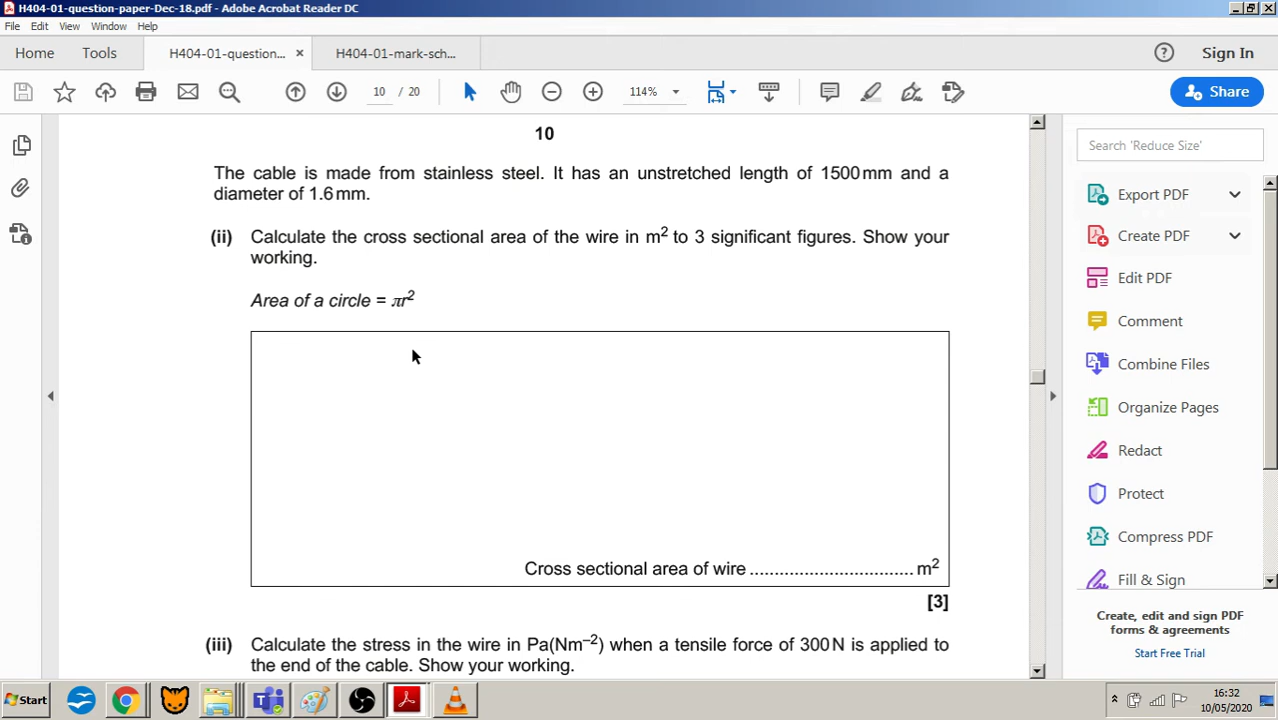 H404-01-question-paper-Dec-18.pdf - Adobe Acrobat Reader DC
File Edit View Window Help
Home Tools H404-01-question... × H404-01-mark-sch... Sign In
10 / 20 114% Share
10
The cable is made from stainless steel. It has an unstretched length of 1500 mm and a
diameter of 1.6 mm.
(ii) Calculate the cross sectional area of the wire in m² to 3 significant figures. Show your
working.
Area of a circle = πr²
Cross sectional area of wire ................................. m²
[3]
(iii) Calculate the stress in the wire in Pa(Nm⁻²) when a tensile force of 300 N is applied to
the end of the cable. Show your working.
Search 'Reduce Size'
Export PDF
Create PDF
Edit PDF
Comment
Combine Files
Organize Pages
Redact
Protect
Compress PDF
Fill & Sign
Create, edit and sign PDF
forms & agreements
Start Free Trial
Start
16:32
10/05/2020